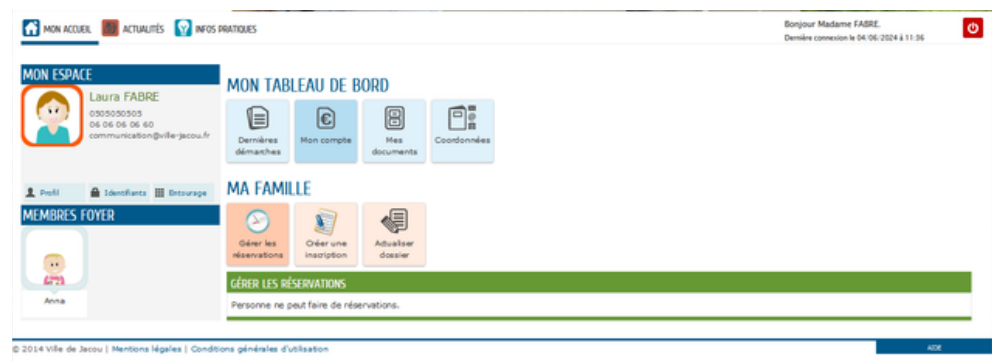 MON ACCUEIL ACTUALITÉS INFOS PRATIQUES
Bonjour Madame FABRE.
Dernière connexion le 04/06/2024 à 11:36
MON ESPACE
Laura FABRE
0505050505
06 06 06 06 60
communication@ville-jacou.fr
Profil Identifiants Entourage
MEMBRES FOYER
Anna
MON TABLEAU DE BORD
Dernières
démarches
Mon compte
Mes
documents
Coordonnées
MA FAMILLE
Gérer les
réservations
Créer une
inscription
Actualiser
dossier
GÉRER LES RÉSERVATIONS
Personne ne peut faire de réservations.
© 2014 Ville de Jacou | Mentions légales | Conditions générales d'utilisation
AIDE